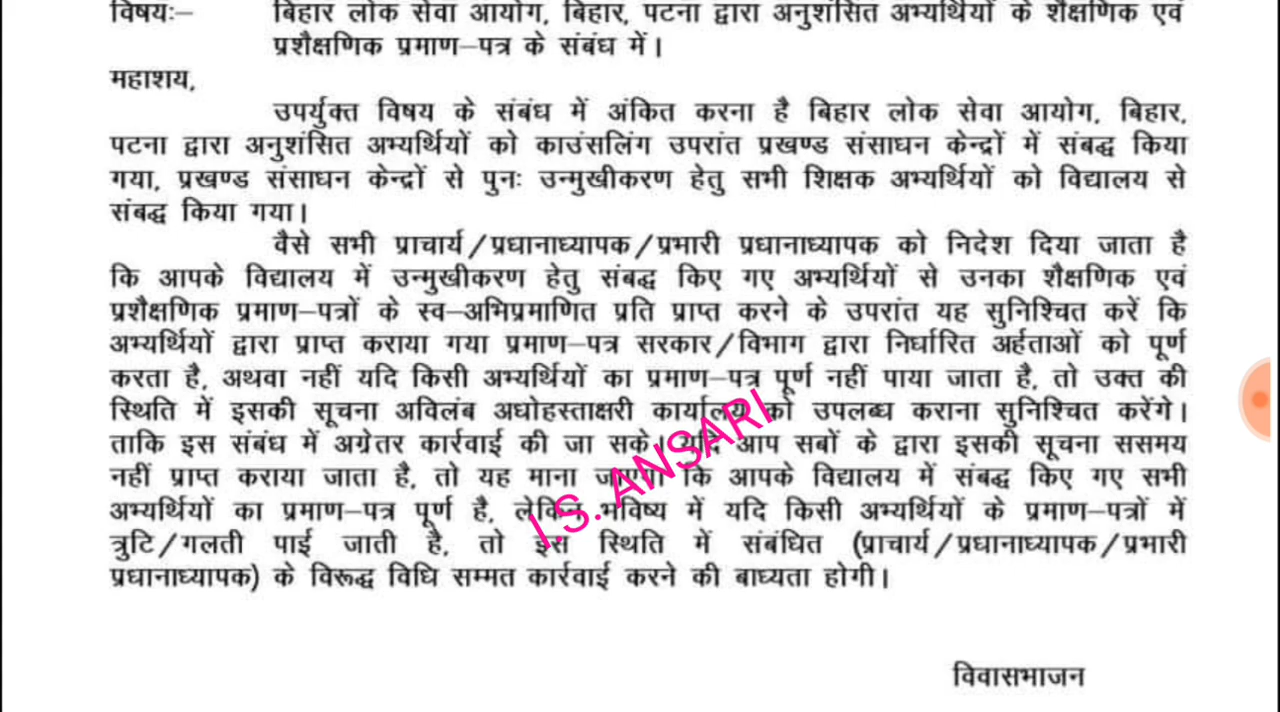 विषयः– बिहार लोक सेवा आयोग, बिहार, पटना द्वारा अनुशंसित अभ्यर्थियों के शैक्षणिक एवं
प्रशैक्षणिक प्रमाण–पत्र के संबंध में।
महाशय,
उपर्युक्त विषय के संबंध में अंकित करना है बिहार लोक सेवा आयोग, बिहार,
पटना द्वारा अनुशंसित अभ्यर्थियों को काउंसलिंग उपरांत प्रखण्ड संसाधन केन्द्रों में संबद्ध किया
गया, प्रखण्ड संसाधन केन्द्रों से पुनः उन्मुखीकरण हेतु सभी शिक्षक अभ्यर्थियों को विद्यालय से
संबद्ध किया गया।
वैसे सभी प्राचार्य/प्रधानाध्यापक/प्रभारी प्रधानाध्यापक को निदेश दिया जाता है
कि आपके विद्यालय में उन्मुखीकरण हेतु संबद्ध किए गए अभ्यर्थियों से उनका शैक्षणिक एवं
प्रशैक्षणिक प्रमाण–पत्रों के स्व–अभिप्रमाणित प्रति प्राप्त करने के उपरांत यह सुनिश्चित करें कि
अभ्यर्थियों द्वारा प्राप्त कराया गया प्रमाण–पत्र सरकार/विभाग द्वारा निर्धारित अर्हताओं को पूर्ण
करता है, अथवा नहीं यदि किसी अभ्यर्थियों का प्रमाण–पत्र पूर्ण नहीं पाया जाता है, तो उक्त की
स्थिति में इसकी सूचना अविलंब अधोहस्ताक्षरी कार्यालय को उपलब्ध कराना सुनिश्चित करेंगे।
ताकि इस संबंध में अग्रेतर कार्रवाई की जा सके। यदि आप सबों के द्वारा इसकी सूचना ससमय
नहीं प्राप्त कराया जाता है, तो यह माना जाएगा कि आपके विद्यालय में संबद्ध किए गए सभी
अभ्यर्थियों का प्रमाण–पत्र पूर्ण है, लेकिन भविष्य में यदि किसी अभ्यर्थियों के प्रमाण–पत्रों में
त्रुटि/गलती पाई जाती है, तो इस स्थिति में संबंधित (प्राचार्य/प्रधानाध्यापक/प्रभारी
प्रधानाध्यापक) के विरूद्ध विधि सम्मत कार्रवाई करने की बाध्यता होगी।
I.S. ANSARI
विवासभाजन